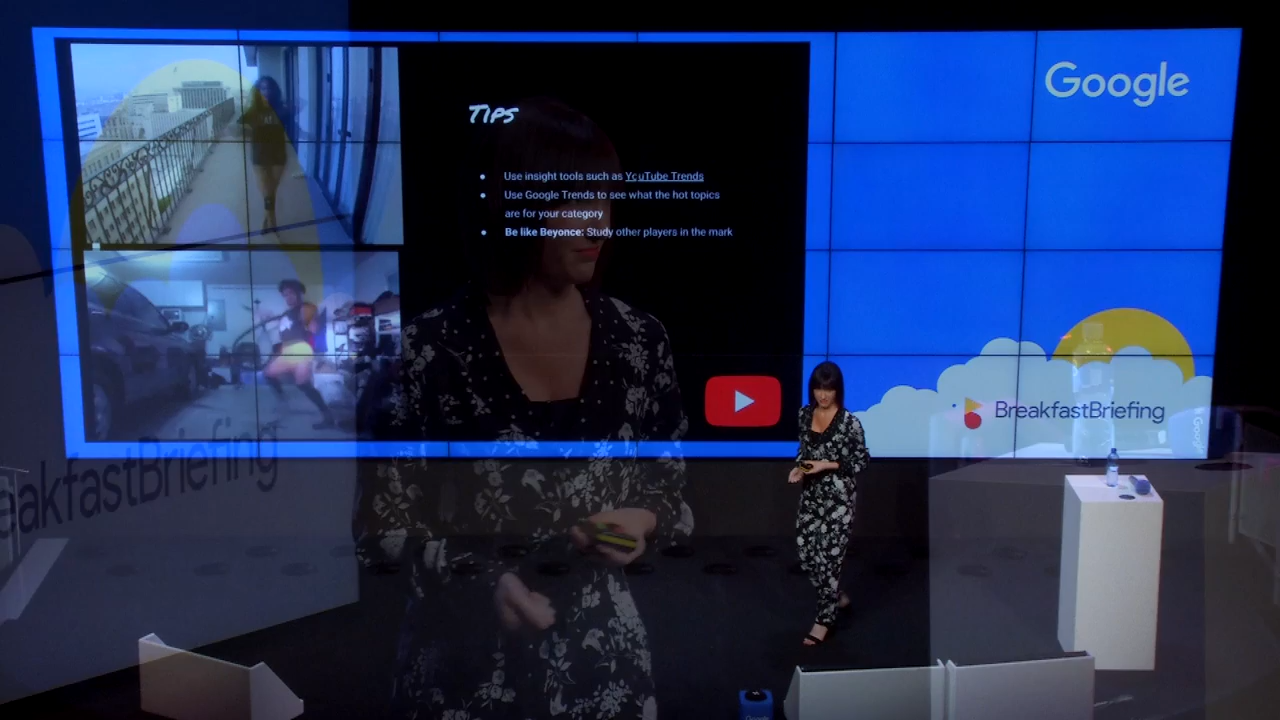 Google
TIPS
Use insight tools such as YouTube Trends
Use Google Trends to see what the hot topics
are for your category
Be like Beyonce: Study other players in the mark
BreakfastBriefing
eakfastBriefing
Google